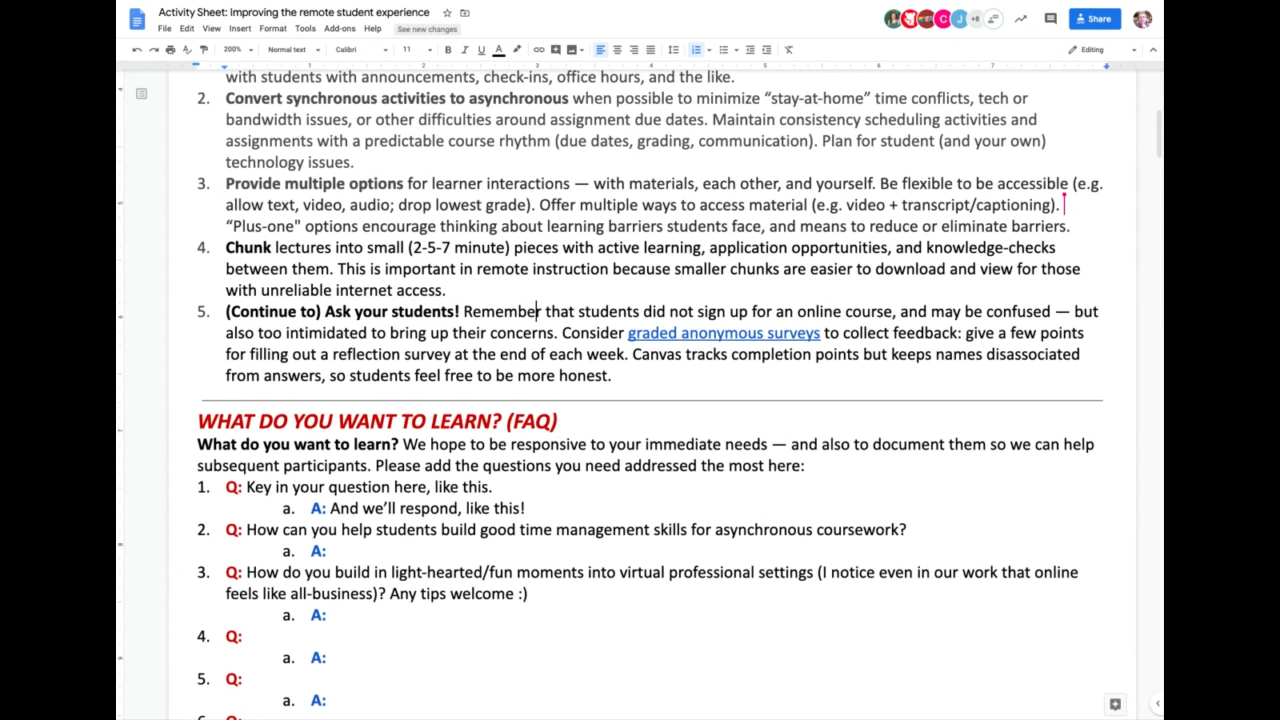 Activity Sheet: Improving the remote student experience
File Edit View Insert Format Tools Add-ons Help See new changes
C J +8 Share
200% Normal text Calibri 11 B I U A Editing
1 2 3 4 5 6 7
with students with announcements, check-ins, office hours, and the like.
2. Convert synchronous activities to asynchronous when possible to minimize “stay-at-home” time conflicts, tech or
bandwidth issues, or other difficulties around assignment due dates. Maintain consistency scheduling activities and
assignments with a predictable course rhythm (due dates, grading, communication). Plan for student (and your own)
technology issues.
3. Provide multiple options for learner interactions — with materials, each other, and yourself. Be flexible to be accessible (e.g.
allow text, video, audio; drop lowest grade). Offer multiple ways to access material (e.g. video + transcript/captioning).
“Plus-one" options encourage thinking about learning barriers students face, and means to reduce or eliminate barriers.
4. Chunk lectures into small (2-5-7 minute) pieces with active learning, application opportunities, and knowledge-checks
between them. This is important in remote instruction because smaller chunks are easier to download and view for those
with unreliable internet access.
5. (Continue to) Ask your students! Remember that students did not sign up for an online course, and may be confused — but
also too intimidated to bring up their concerns. Consider graded anonymous surveys to collect feedback: give a few points
for filling out a reflection survey at the end of each week. Canvas tracks completion points but keeps names disassociated
from answers, so students feel free to be more honest.
WHAT DO YOU WANT TO LEARN? (FAQ)
What do you want to learn? We hope to be responsive to your immediate needs — and also to document them so we can help
subsequent participants. Please add the questions you need addressed the most here:
1. Q: Key in your question here, like this.
a. A: And we’ll respond, like this!
2. Q: How can you help students build good time management skills for asynchronous coursework?
a. A:
3. Q: How do you build in light-hearted/fun moments into virtual professional settings (I notice even in our work that online
feels like all-business)? Any tips welcome :)
a. A:
4. Q:
a. A:
5. Q:
a. A: